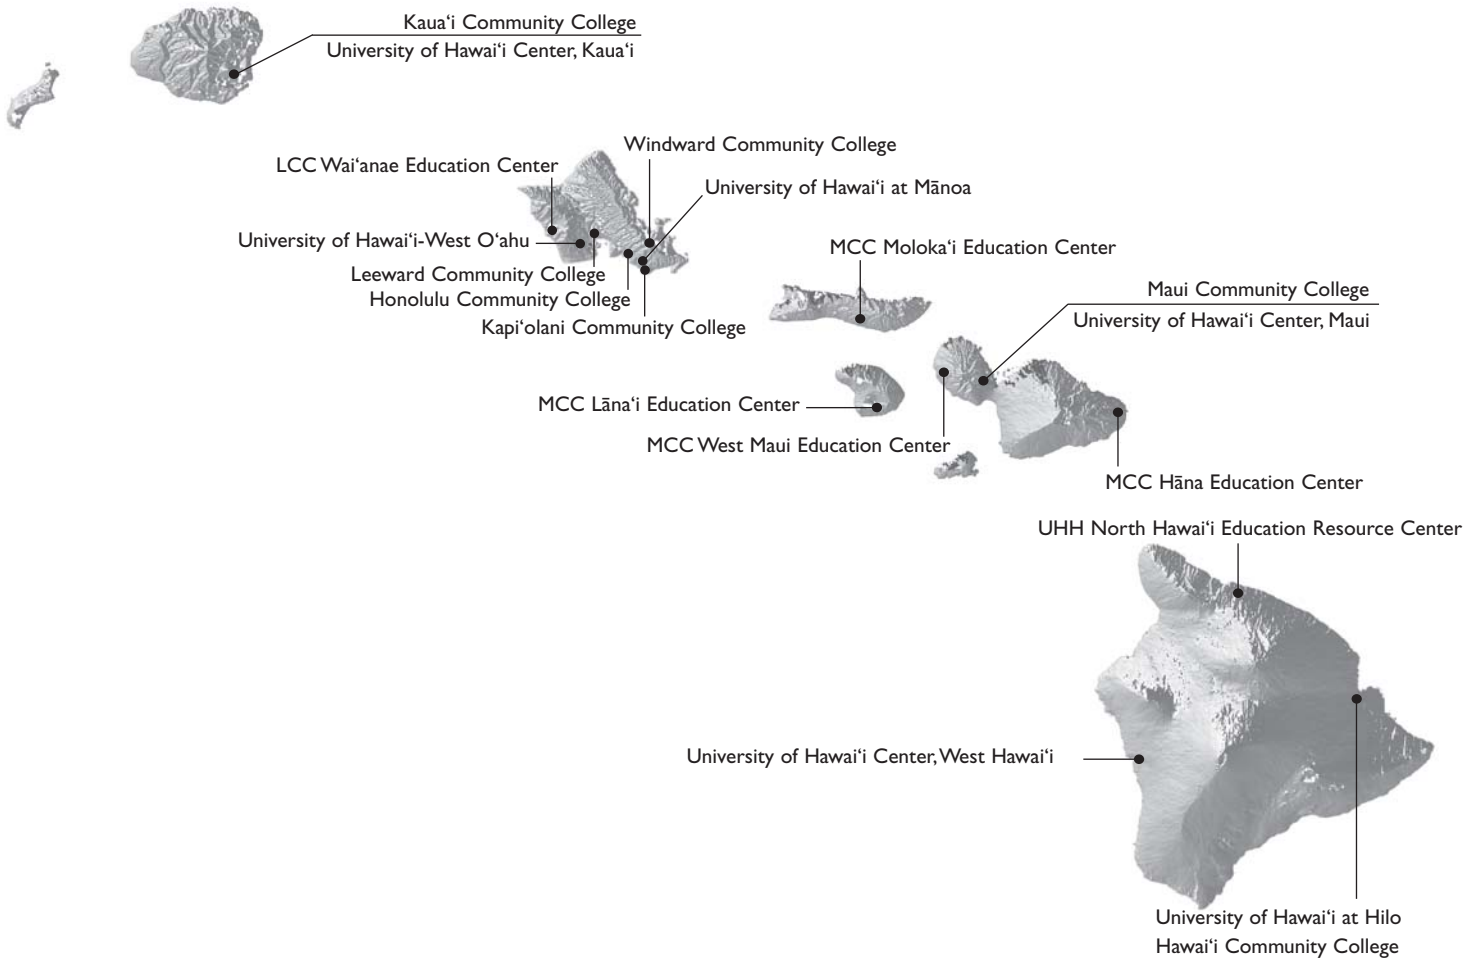 Kaua‘i Community College
University of Hawai‘i Center, Kaua‘i
Windward Community College
LCC Wai‘anae Education Center
University of Hawai‘i at Mānoa
University of Hawai‘i-West O‘ahu
MCC Moloka‘i Education Center
Leeward Community College
Honolulu Community College
Maui Community College
University of Hawai‘i Center, Maui
Kapi‘olani Community College
MCC Lāna‘i Education Center
MCC West Maui Education Center
MCC Hāna Education Center
UHH North Hawai‘i Education Resource Center
University of Hawai‘i Center, West Hawai‘i
University of Hawai‘i at Hilo
Hawai‘i Community College